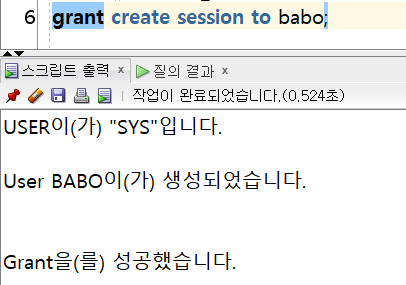 6 grant create session to babo;
스크립트 출력 × 질의 결과 ×
작업이 완료되었습니다.(0,524초)
USER이(가) "SYS"입니다.
User BABO이(가) 생성되었습니다.
Grant을(를) 성공했습니다.